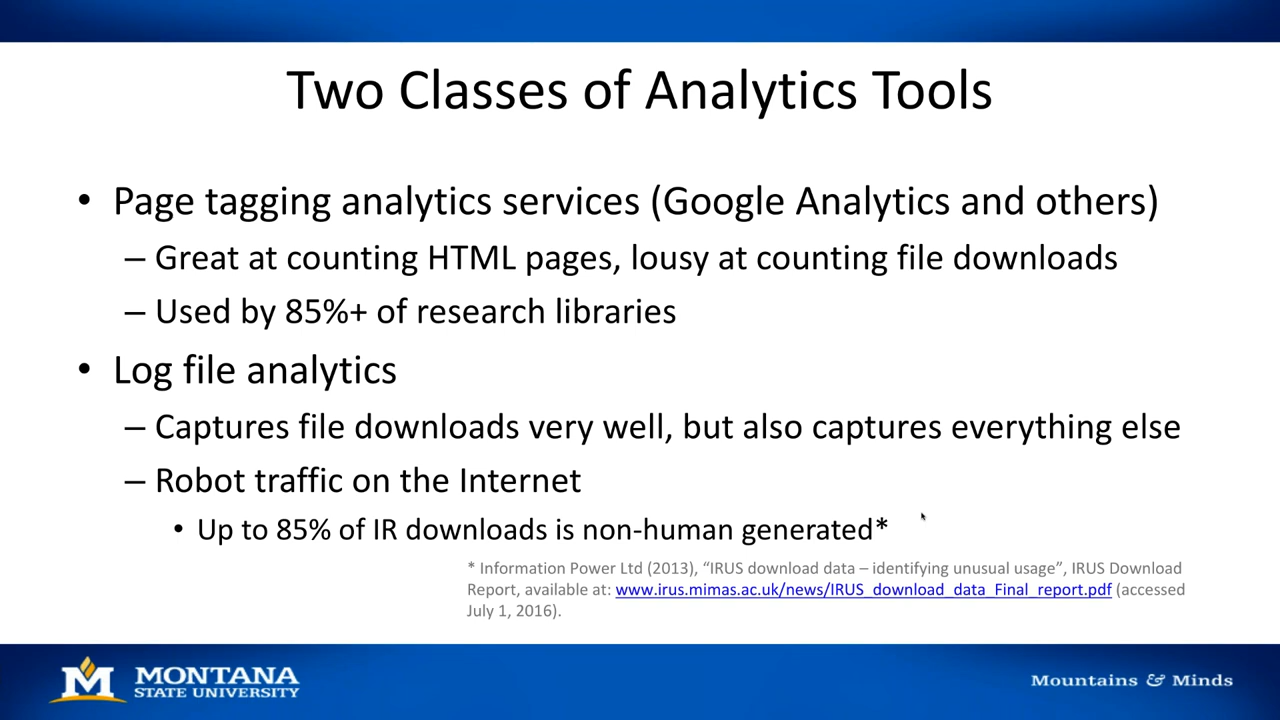 Two Classes of Analytics Tools
• Page tagging analytics services (Google Analytics and others)
– Great at counting HTML pages, lousy at counting file downloads
– Used by 85%+ of research libraries
• Log file analytics
– Captures file downloads very well, but also captures everything else
– Robot traffic on the Internet
• Up to 85% of IR downloads is non-human generated*
* Information Power Ltd (2013), “IRUS download data – identifying unusual usage”, IRUS Download
Report, available at: www.irus.mimas.ac.uk/news/IRUS_download_data_Final_report.pdf (accessed
July 1, 2016).
M MONTANA
STATE UNIVERSITY
Mountains & Minds